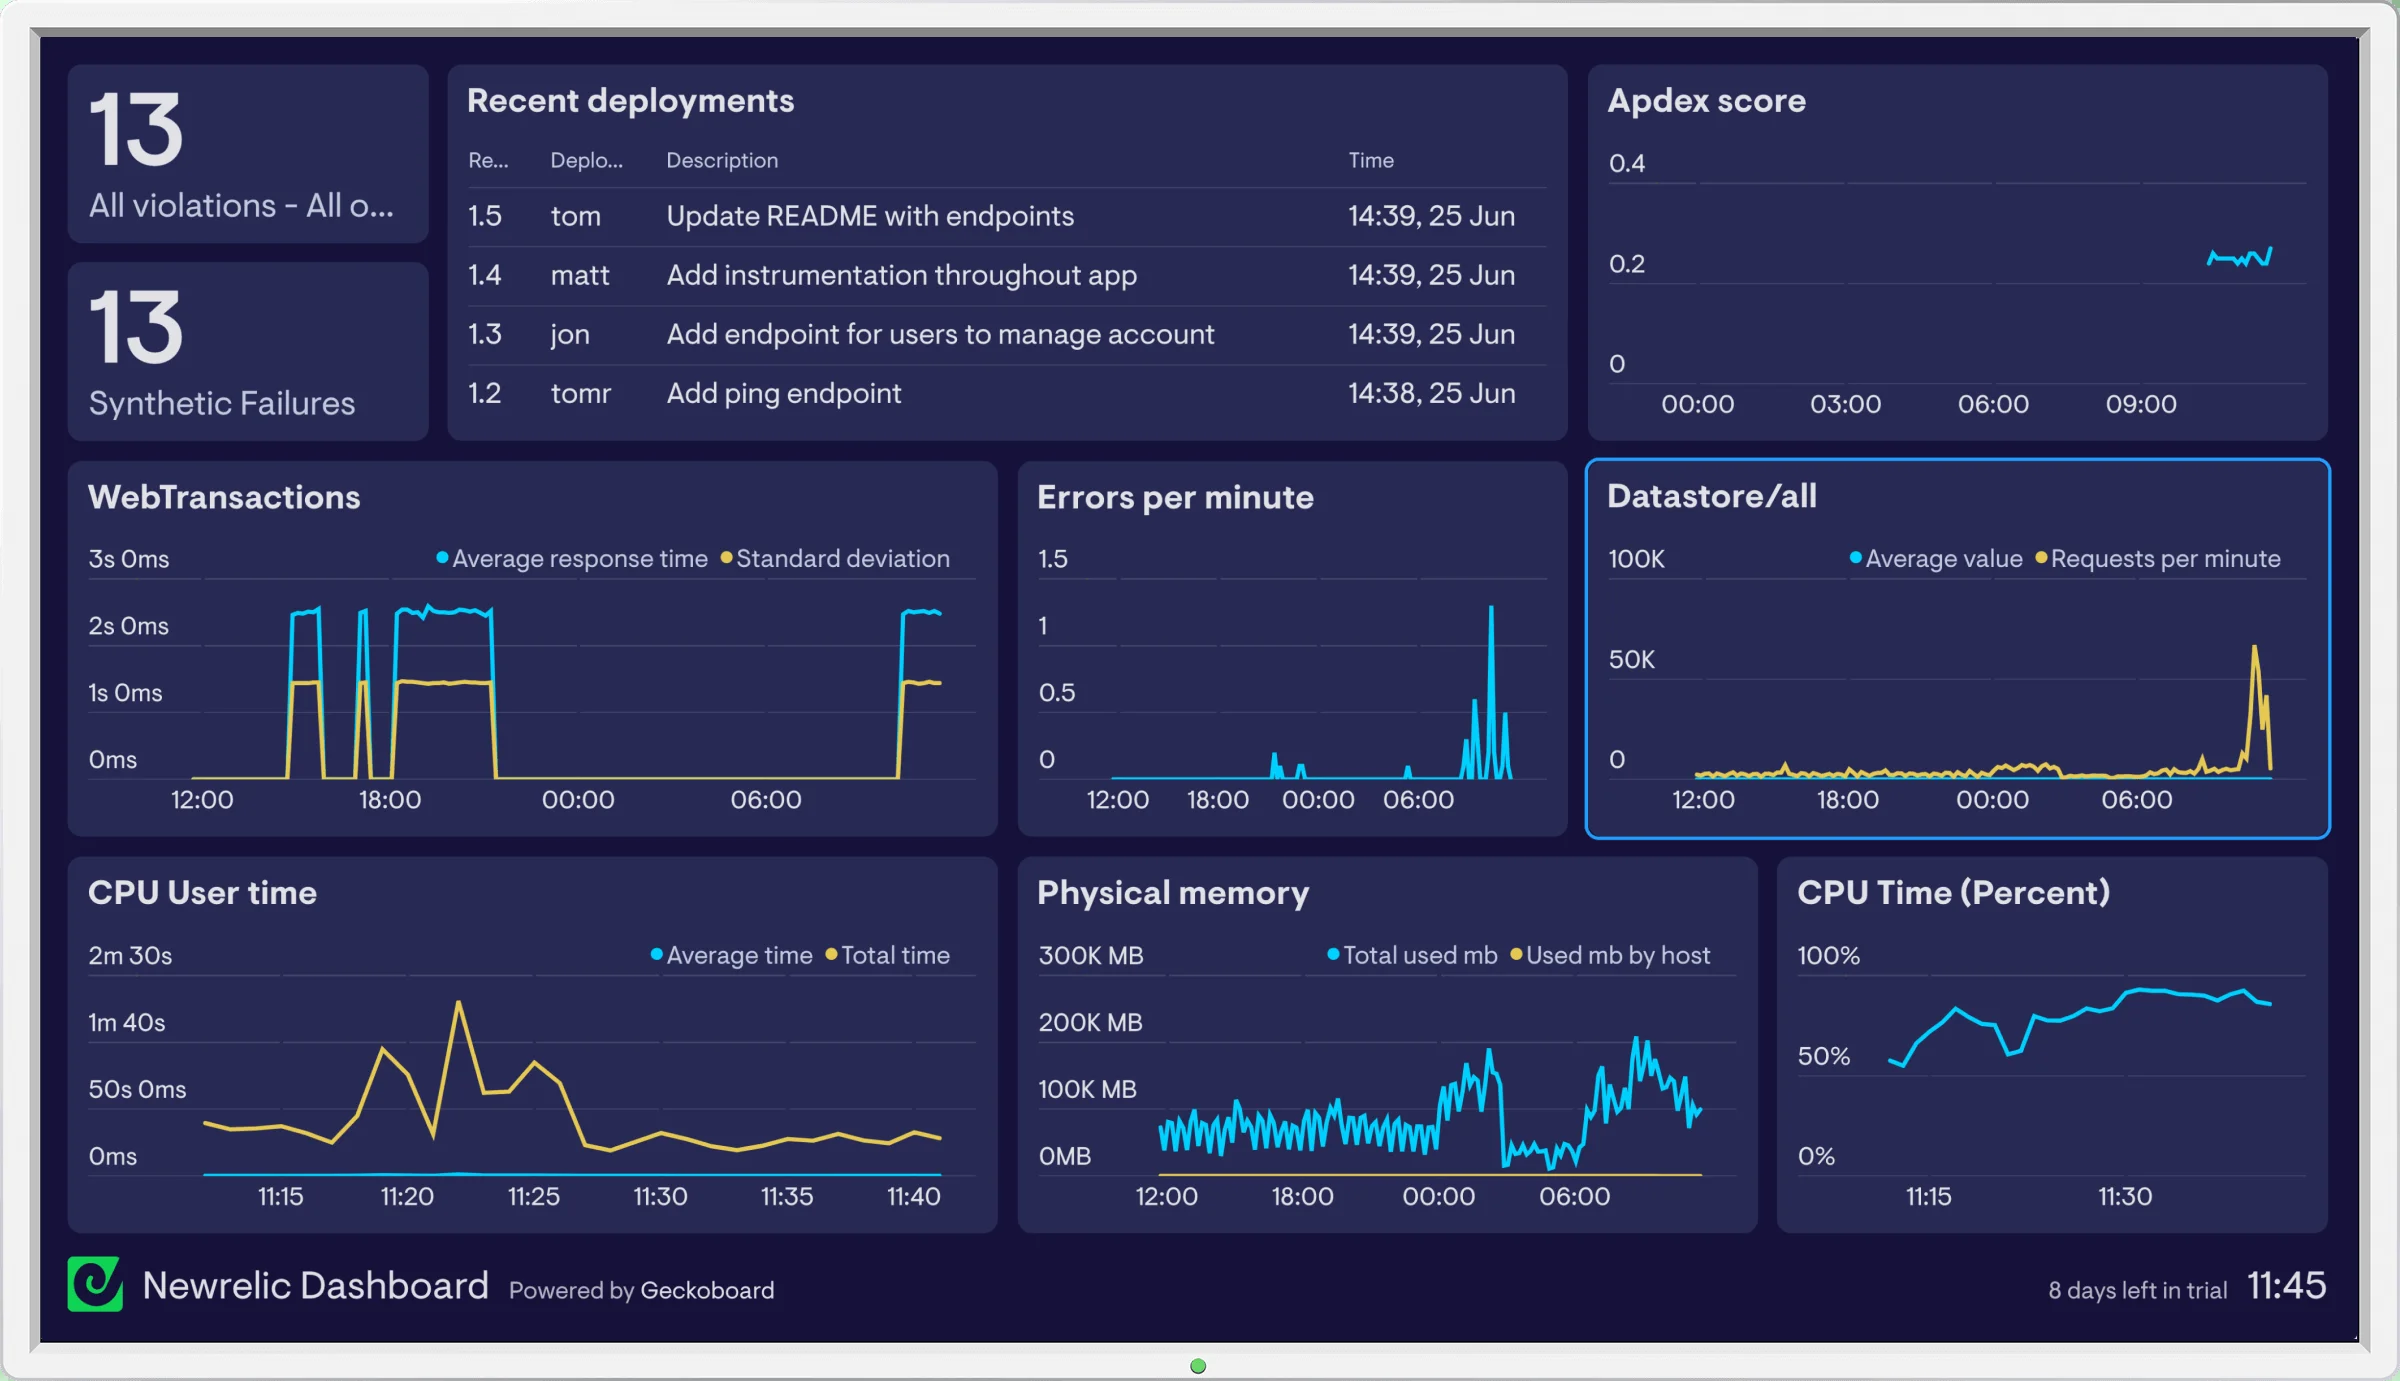 13
All violations - All o...
13
Synthetic Failures
Recent deployments
Re... Deplo... Description Time
1.5 tom Update README with endpoints 14:39, 25 Jun
1.4 matt Add instrumentation throughout app 14:39, 25 Jun
1.3 jon Add endpoint for users to manage account 14:39, 25 Jun
1.2 tomr Add ping endpoint 14:38, 25 Jun
Apdex score
0.4
0.2
0
00:00 03:00 06:00 09:00
WebTransactions
Average response time Standard deviation
3s 0ms
2s 0ms
1s 0ms
0ms
12:00 18:00 00:00 06:00
Errors per minute
1.5
1
0.5
0
12:00 18:00 00:00 06:00
Datastore/all
Average value Requests per minute
100K
50K
0
12:00 18:00 00:00 06:00
CPU User time
Average time Total time
2m 30s
1m 40s
50s 0ms
0ms
11:15 11:20 11:25 11:30 11:35 11:40
Physical memory
Total used mb Used mb by host
300K MB
200K MB
100K MB
0MB
12:00 18:00 00:00 06:00
CPU Time (Percent)
100%
50%
0%
11:15 11:30
Newrelic Dashboard Powered by Geckoboard
8 days left in trial 11:45